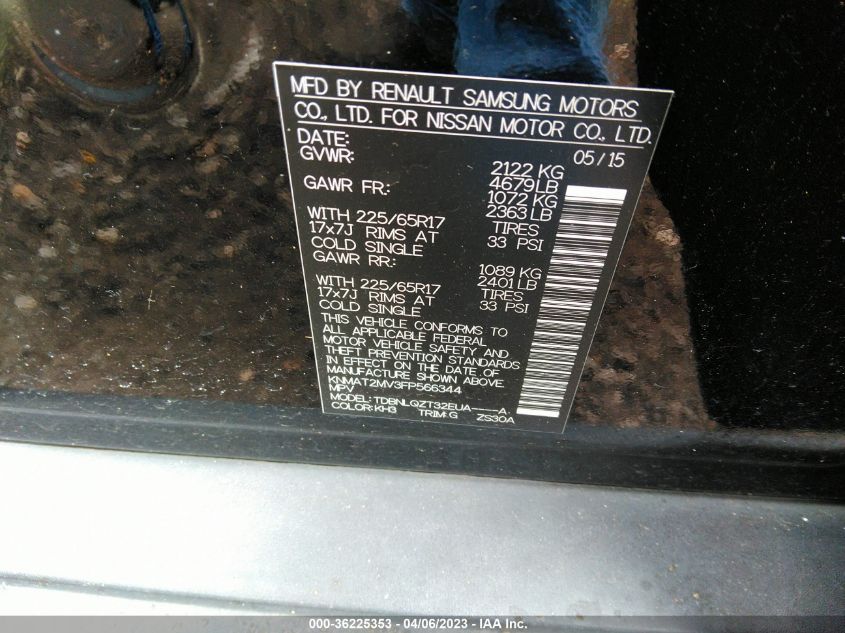 MFD BY RENAULT SAMSUNG MOTORS
CO., LTD. FOR NISSAN MOTOR CO., LTD.
DATE: 05/15
GVWR: 2122 KG
4679 LB
GAWR FR: 1072 KG
2363 LB
WITH 225/65R17 TIRES
17x7J RIMS AT 33 PSI
COLD SINGLE
GAWR RR: 1089 KG
2401 LB
WITH 225/65R17 TIRES
17x7J RIMS AT 33 PSI
COLD SINGLE
THIS VEHICLE CONFORMS TO
ALL APPLICABLE FEDERAL
MOTOR VEHICLE SAFETY AND
THEFT PREVENTION STANDARDS
IN EFFECT ON THE DATE OF
MANUFACTURE SHOWN ABOVE.
KNMAT2MV3FP566344
MPV
MODEL: TDBNLQZT32EUA----A
COLOR: KH3 TRIM: G ZS30A
000-36225353 - 04/06/2023 - IAA Inc.